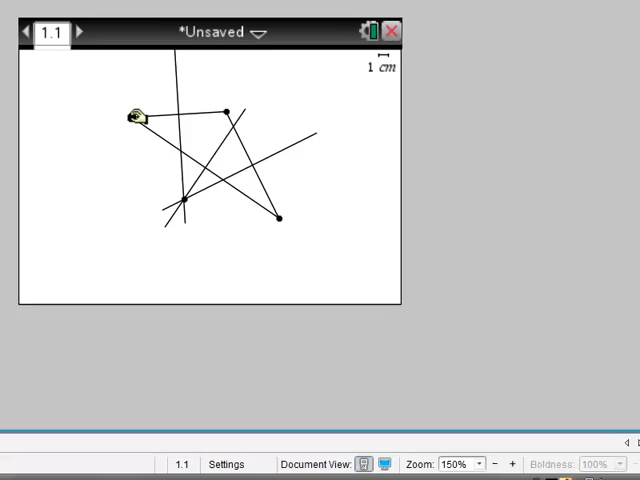 1.1
*Unsaved
1 cm
1.1 Settings Document View: Zoom: 150% - + Boldness: 100% -